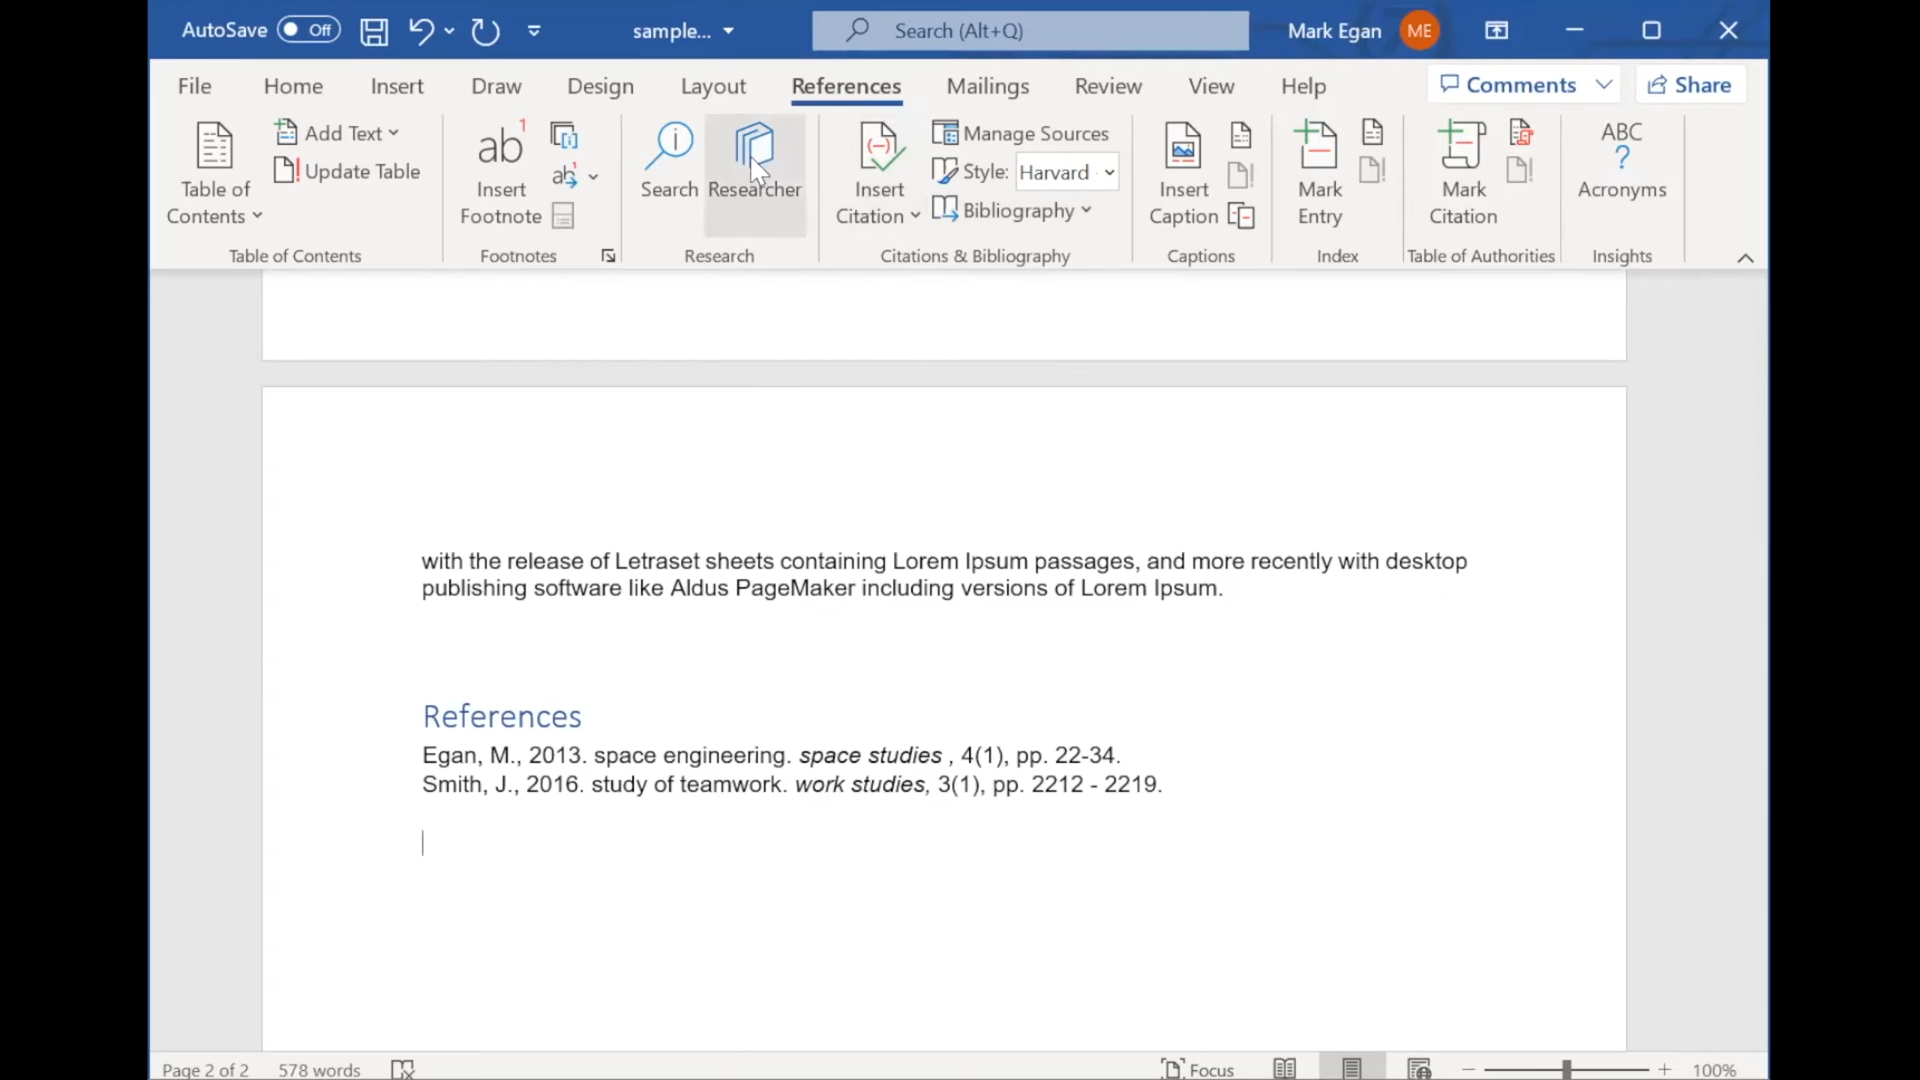 AutoSave Off sample... Search (Alt+Q) Mark Egan ME
File Home Insert Draw Design Layout References Mailings Review View Help Comments Share
Table of Contents
Add Text
Update Table
Table of Contents
ab 1
Insert Footnote
ab 1
Footnotes
Search
Researcher
Research
Insert Citation
Manage Sources
Style: Harvard
Bibliography
Citations & Bibliography
Insert Caption
Captions
Mark Entry
Index
Mark Citation
Table of Authorities
ABC
?
Acronyms
Insights
with the release of Letraset sheets containing Lorem Ipsum passages, and more recently with desktop
publishing software like Aldus PageMaker including versions of Lorem Ipsum.
References
Egan, M., 2013. space engineering. space studies , 4(1), pp. 22-34.
Smith, J., 2016. study of teamwork. work studies, 3(1), pp. 2212 - 2219.
Page 2 of 2 578 words Focus 100%